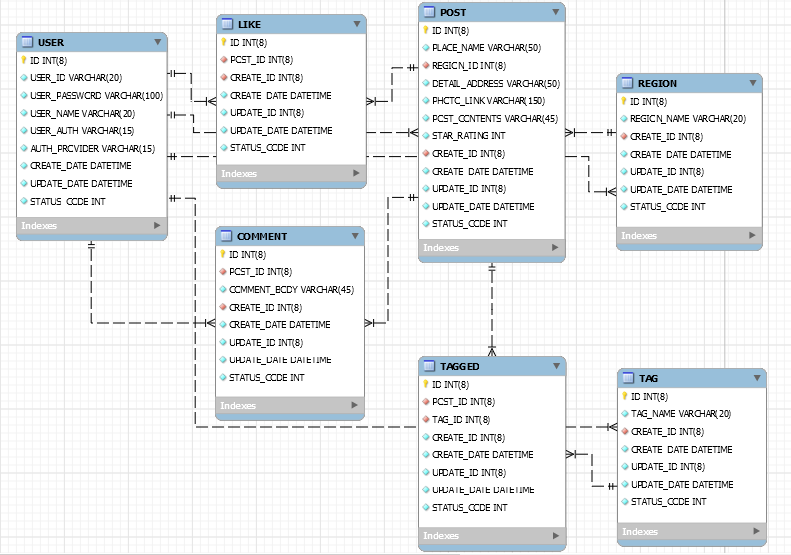 USER
ID INT(8)
USER_ID VARCHAR(20)
USER_PASSWORD VARCHAR(100)
USER_NAME VARCHAR(20)
USER_AUTH VARCHAR(15)
AUTH_PROVIDER VARCHAR(15)
CREATE_DATE DATETIME
UPDATE_DATE DATETIME
STATUS_CODE INT
Indexes
LIKE
ID INT(8)
POST_ID INT(8)
CREATE_ID INT(8)
CREATE_DATE DATETIME
UPDATE_ID INT(8)
UPDATE_DATE DATETIME
STATUS_CODE INT
Indexes
POST
ID INT(8)
PLACE_NAME VARCHAR(50)
REGION_ID INT(8)
DETAIL_ADDRESS VARCHAR(50)
PHOTO_LINK VARCHAR(150)
POST_CONTENTS VARCHAR(45)
STAR_RATING INT
CREATE_ID INT(8)
CREATE_DATE DATETIME
UPDATE_ID INT(8)
UPDATE_DATE DATETIME
STATUS_CODE INT
Indexes
REGION
ID INT(8)
REGION_NAME VARCHAR(20)
CREATE_ID INT(8)
CREATE_DATE DATETIME
UPDATE_ID INT(8)
UPDATE_DATE DATETIME
STATUS_CODE INT
Indexes
COMMENT
ID INT(8)
POST_ID INT(8)
COMMENT_BODY VARCHAR(45)
CREATE_ID INT(8)
CREATE_DATE DATETIME
UPDATE_ID INT(8)
UPDATE_DATE DATETIME
STATUS_CODE INT
Indexes
TAGGED
ID INT(8)
POST_ID INT(8)
TAG_ID INT(8)
CREATE_ID INT(8)
CREATE_DATE DATETIME
UPDATE_ID INT(8)
UPDATE_DATE DATETIME
STATUS_CODE INT
Indexes
TAG
ID INT(8)
TAG_NAME VARCHAR(20)
CREATE_ID INT(8)
CREATE_DATE DATETIME
UPDATE_ID INT(8)
UPDATE_DATE DATETIME
STATUS_CODE INT
Indexes